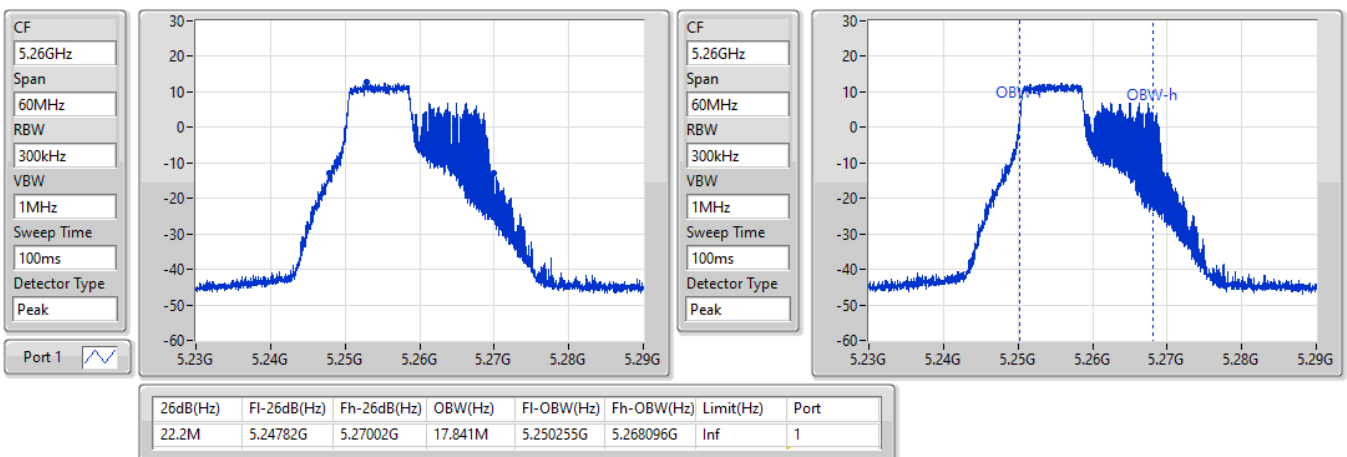 CF
5.26GHz
Span
60MHz
RBW
300kHz
VBW
1MHz
Sweep Time
100ms
Detector Type
Peak
Port 1
30
20
10
0
-10
-20
-30
-40
-50
-60
5.23G 5.24G 5.25G 5.26G 5.27G 5.28G 5.29G
CF
5.26GHz
Span
60MHz
RBW
300kHz
VBW
1MHz
Sweep Time
100ms
Detector Type
Peak
30
20
10
0
-10
-20
-30
-40
-50
-60
OBW-h
5.23G 5.24G 5.25G 5.26G 5.27G 5.28G 5.29G
26dB(Hz) Fl-26dB(Hz) Fh-26dB(Hz) OBW(Hz) Fl-OBW(Hz) Fh-OBW(Hz) Limit(Hz) Port
22.2M 5.24782G 5.27002G 17.841M 5.250255G 5.268096G Inf 1